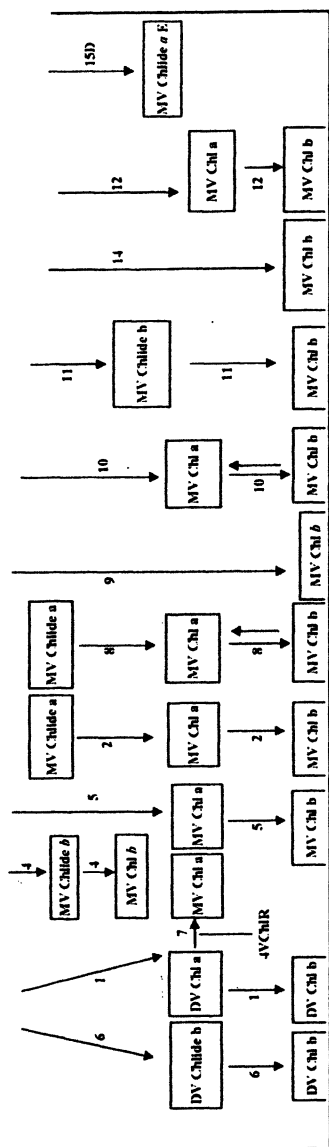 4 11
MV Chlide b MV Chlide a MV Chlide a
6 1 4 5 9 10 14 12 15D
MV Chl b 2 8 MV Chlide b MV Chlide a E
DV Chlide b DV Chl a 7 MV Chl a MV Chl a MV Chl a MV Chl a MV Chl a MV Chl a
4VChlR
6 1 5 2 8 10 11 12
DV Chl b DV Chl b MV Chl b MV Chl b MV Chl b MV Chl b MV Chl b MV Chl b MV Chl b MV Chl b